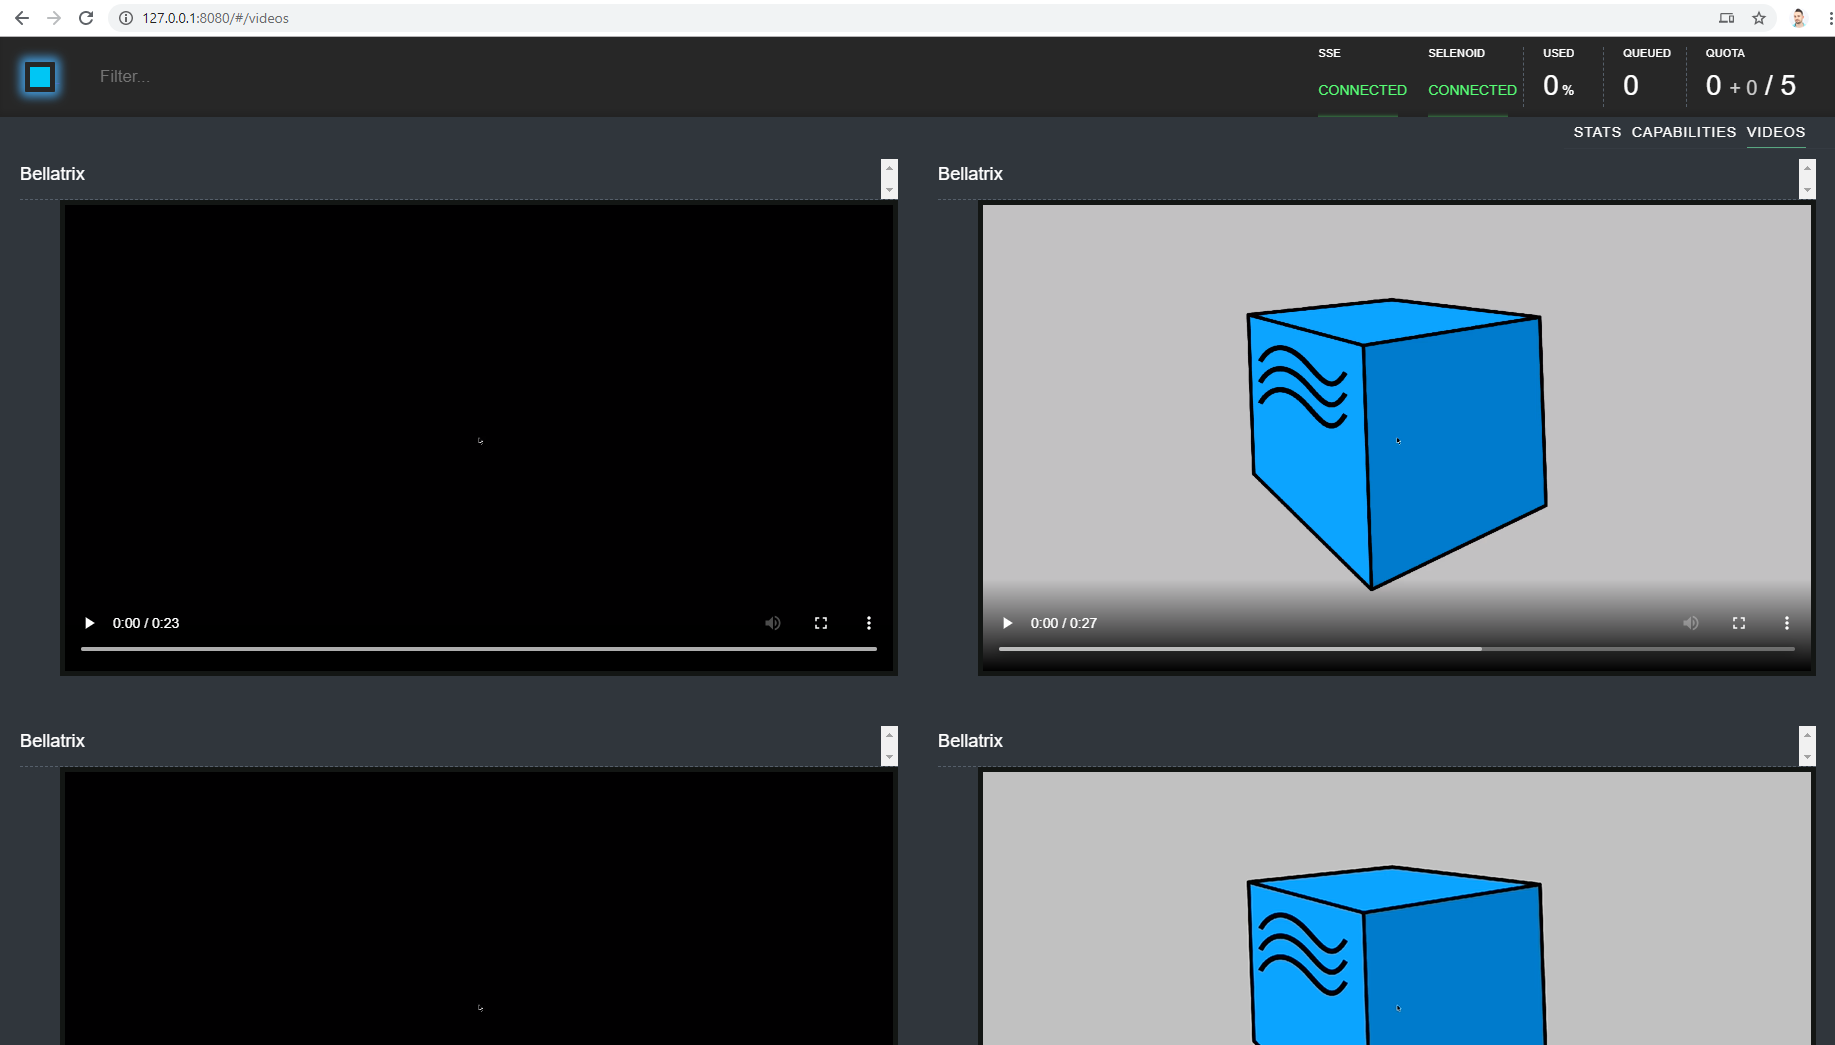 127.0.0.1:8080/#/videos
Filter...
SSE SELENOID USED QUEUED QUOTA
CONNECTED CONNECTED 0% 0 0 + 0 / 5
STATS CAPABILITIES VIDEOS
Bellatrix Bellatrix
0:00 / 0:23 0:00 / 0:27
Bellatrix Bellatrix